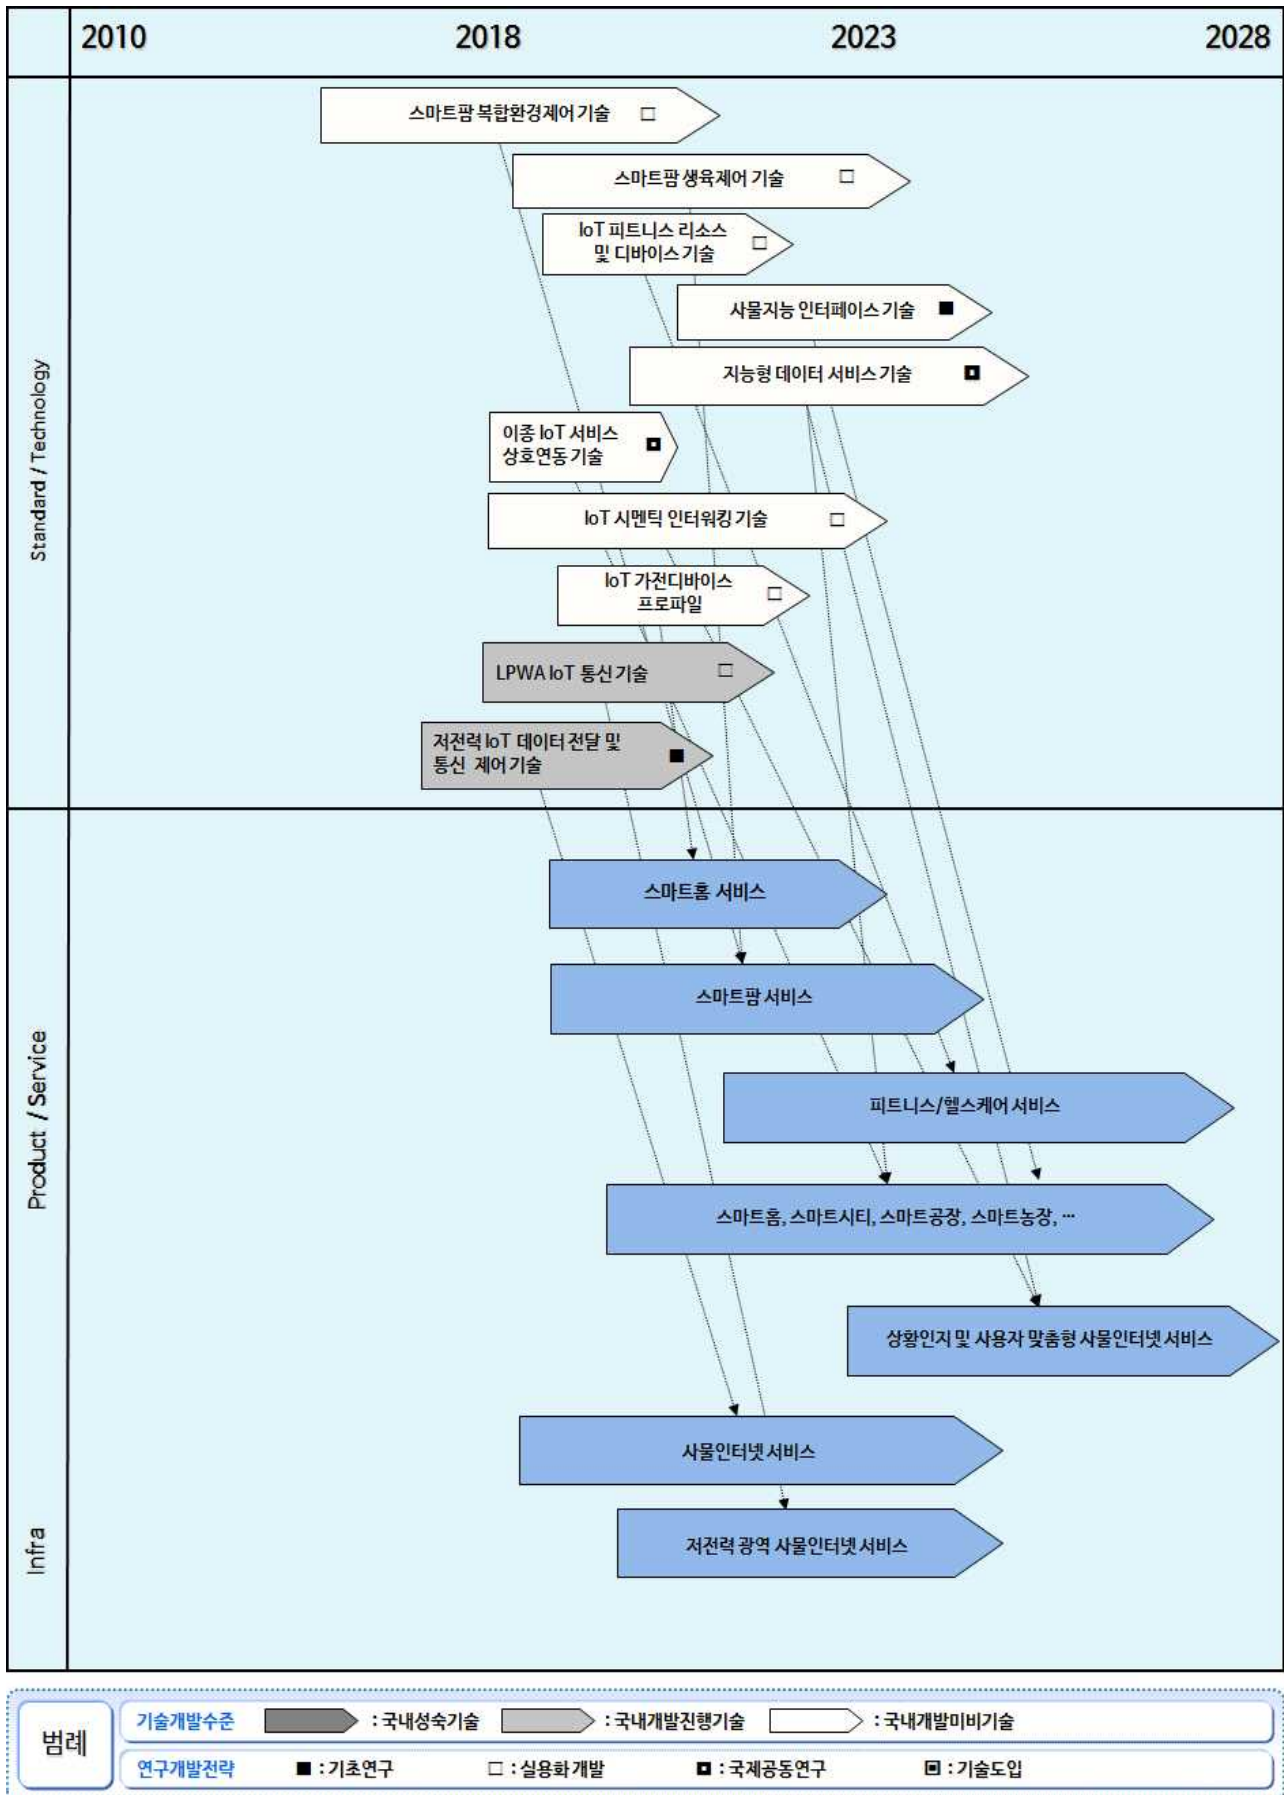 2010 2018 2023 2028
Standard / Technology
스마트팜 복합환경제어 기술 □
스마트팜 생육제어 기술 □
IoT 피트니스 리소스
및 디바이스 기술 □
사물지능 인터페이스 기술 ■
지능형 데이터 서비스 기술 ◘
이종 IoT 서비스
상호연동 기술 ◘
IoT 시멘틱 인터워킹 기술 □
IoT 가전디바이스
프로파일 □
LPWA IoT 통신 기술 □
저전력 IoT 데이터 전달 및
통신 제어 기술 ■
Product / Service
스마트홈 서비스
스마트팜 서비스
피트니스/헬스케어 서비스
스마트홈, 스마트시티, 스마트공장, 스마트농장, …
상황인지 및 사용자 맞춤형 사물인터넷 서비스
Infra
사물인터넷 서비스
저전력 광역 사물인터넷 서비스
범례
기술개발수준 : 국내성숙기술 : 국내개발진행기술 : 국내개발미비기술
연구개발전략 ■ : 기초연구 □ : 실용화 개발 ◘ : 국제공동연구 ▣ : 기술도입